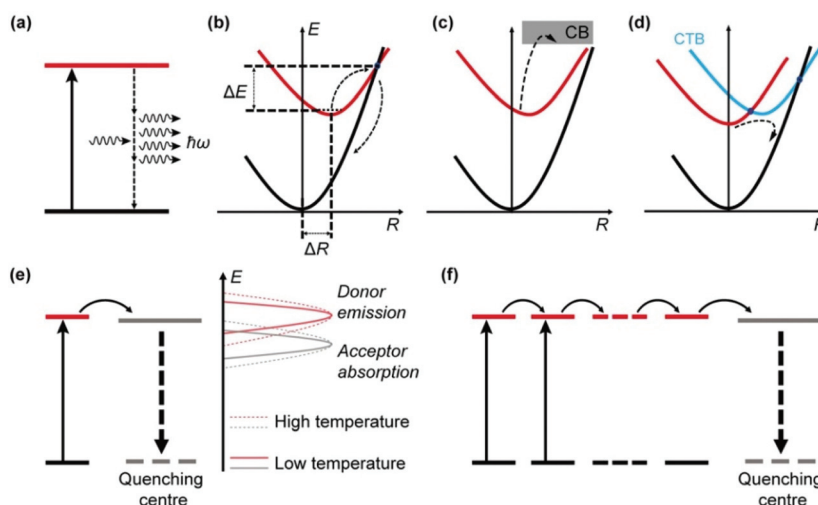 (a)
ℏω
(b)
E
ΔE
R
ΔR
(c)
CB
R
(d)
CTB
(e)
E
Donor
emission
Acceptor
absorption
High temperature
Low temperature
Quenching
centre
(f)
Quenching
centre